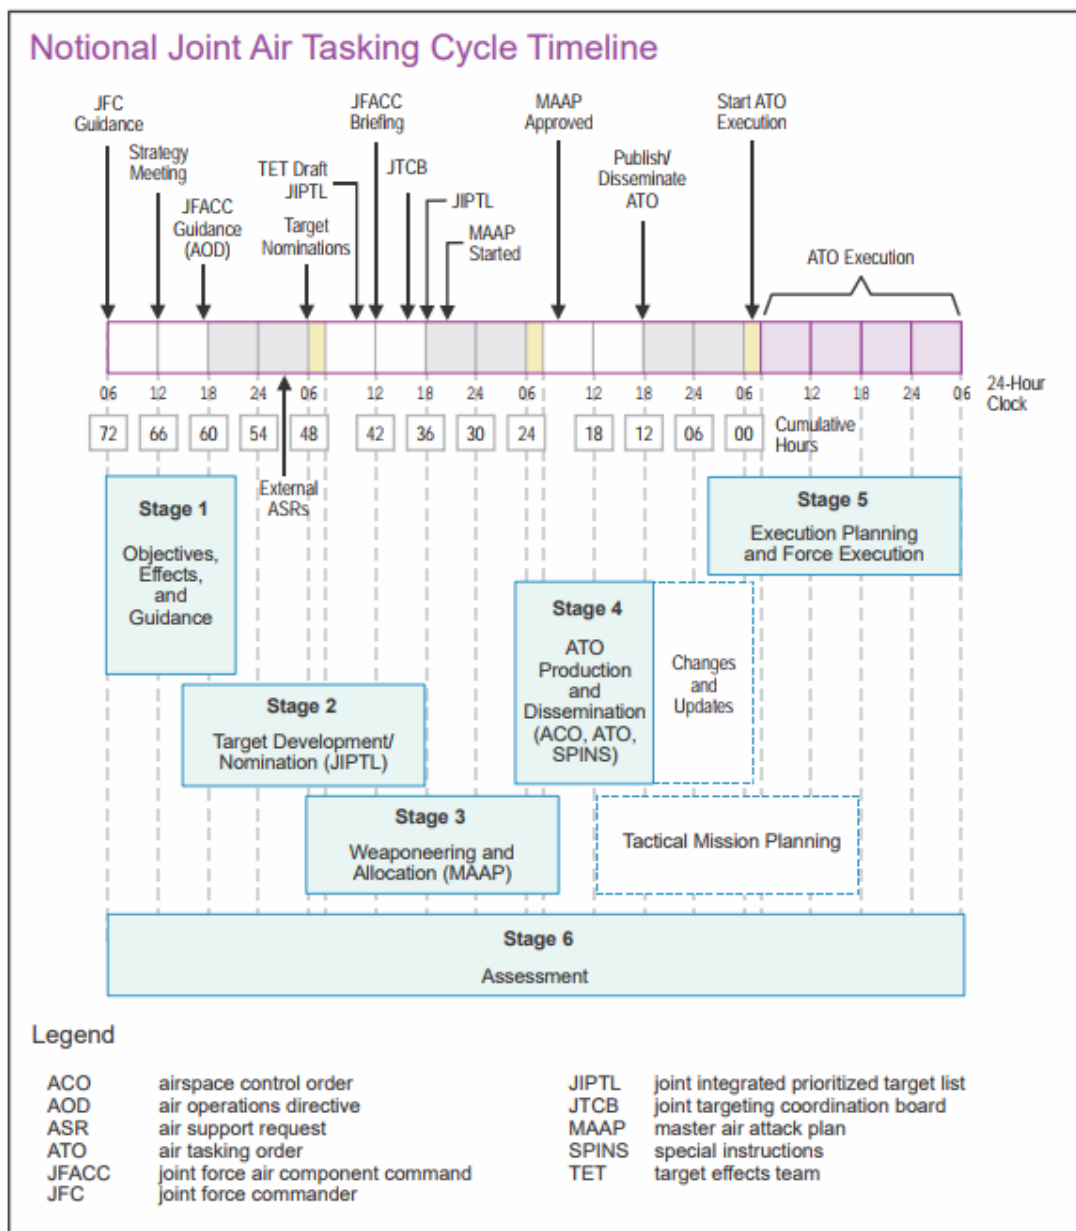 Notional Joint Air Tasking Cycle Timeline
JFC
Guidance
Strategy
Meeting
JFACC
Guidance
(AOD)
TET Draft
JIPTL
Target
Nominations
JFACC
Briefing
JTCB
JIPTL
MAAP
Started
MAAP
Approved
Publish/
Disseminate
ATO
Start ATO
Execution
ATO Execution
06 12 18 24 06 12 18 24 06 12 18 24 06 12 18 24 06
24-Hour
Clock
72 66 60 54 48 42 36 30 24 18 12 06 00
Cumulative
Hours
External
ASRs
Stage 1
Objectives,
Effects,
and
Guidance
Stage 5
Execution Planning
and Force Execution
Stage 4
ATO
Production
and
Dissemination
(ACO, ATO,
SPINS)
Changes
and
Updates
Stage 2
Target Development/
Nomination (JIPTL)
Stage 3
Weaponeering and
Allocation (MAAP)
Tactical Mission Planning
Stage 6
Assessment
Legend
ACO airspace control order
AOD air operations directive
ASR air support request
ATO air tasking order
JFACC joint force air component command
JFC joint force commander
JIPTL joint integrated prioritized target list
JTCB joint targeting coordination board
MAAP master air attack plan
SPINS special instructions
TET target effects team